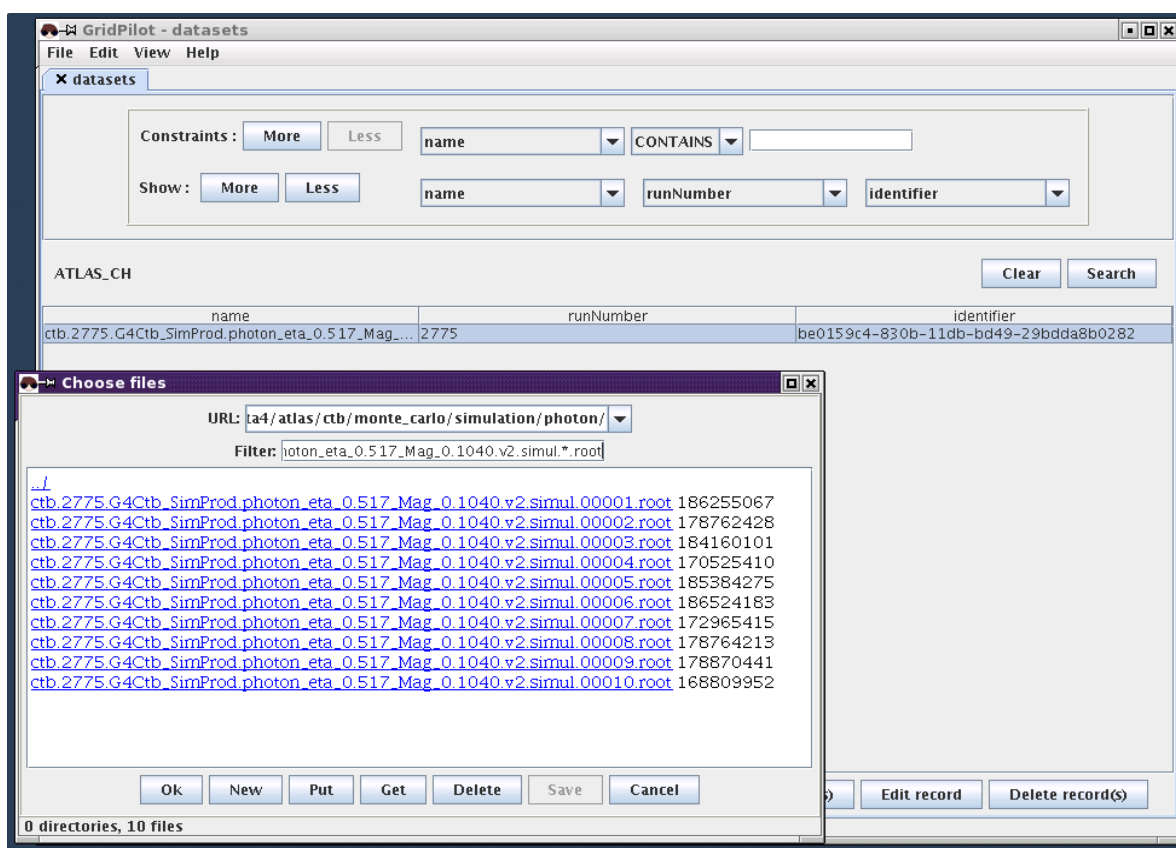 GridPilot - datasets
File Edit View Help
datasets
Constraints : More Less name CONTAINS
Show : More Less name runNumber identifier
ATLAS_CH Clear Search
name runNumber identifier
ctb.2775.G4Ctb_SimProd.photon_eta_0.517_Mag_... 2775 be0159c4-830b-11db-bd49-29bdda8b0282
Choose files
URL: ta4/atlas/ctb/monte_carlo/simulation/photon/
Filter: hoton_eta_0.517_Mag_0.1040.v2.simul.*.root
../
ctb.2775.G4Ctb_SimProd.photon_eta_0.517_Mag_0.1040.v2.simul.00001.root 186255067
ctb.2775.G4Ctb_SimProd.photon_eta_0.517_Mag_0.1040.v2.simul.00002.root 178762428
ctb.2775.G4Ctb_SimProd.photon_eta_0.517_Mag_0.1040.v2.simul.00003.root 184160101
ctb.2775.G4Ctb_SimProd.photon_eta_0.517_Mag_0.1040.v2.simul.00004.root 170525410
ctb.2775.G4Ctb_SimProd.photon_eta_0.517_Mag_0.1040.v2.simul.00005.root 185384275
ctb.2775.G4Ctb_SimProd.photon_eta_0.517_Mag_0.1040.v2.simul.00006.root 186524183
ctb.2775.G4Ctb_SimProd.photon_eta_0.517_Mag_0.1040.v2.simul.00007.root 172965415
ctb.2775.G4Ctb_SimProd.photon_eta_0.517_Mag_0.1040.v2.simul.00008.root 178764213
ctb.2775.G4Ctb_SimProd.photon_eta_0.517_Mag_0.1040.v2.simul.00009.root 178870441
ctb.2775.G4Ctb_SimProd.photon_eta_0.517_Mag_0.1040.v2.simul.00010.root 168809952
Ok New Put Get Delete Save Cancel
s) Edit record Delete record(s)
0 directories, 10 files